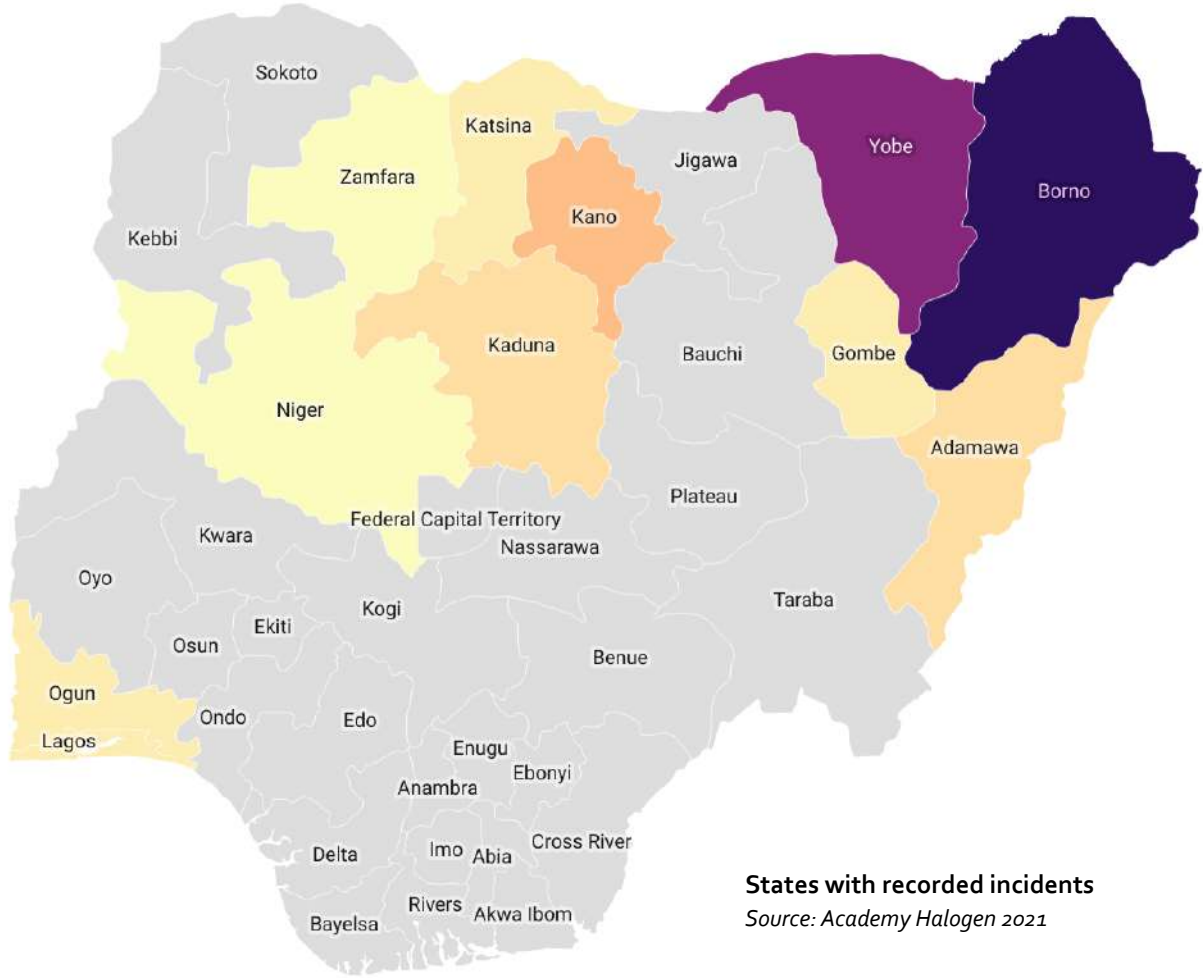 Sokoto
Katsina
Yobe
Jigawa
Zamfara
Borno
Kano
Kebbi
Kaduna
Bauchi
Gombe
Niger
Adamawa
Plateau
Federal Capital Territory
Kwara
Nassarawa
Oyo
Taraba
Kogi
Ekiti
Osun
Benue
Ogun
Ondo
Edo
Lagos
Enugu
Ebonyi
Anambra
Cross River
Delta
Imo
Abia
Rivers
Akwa Ibom
Bayelsa
States with recorded incidents
Source: Academy Halogen 2021